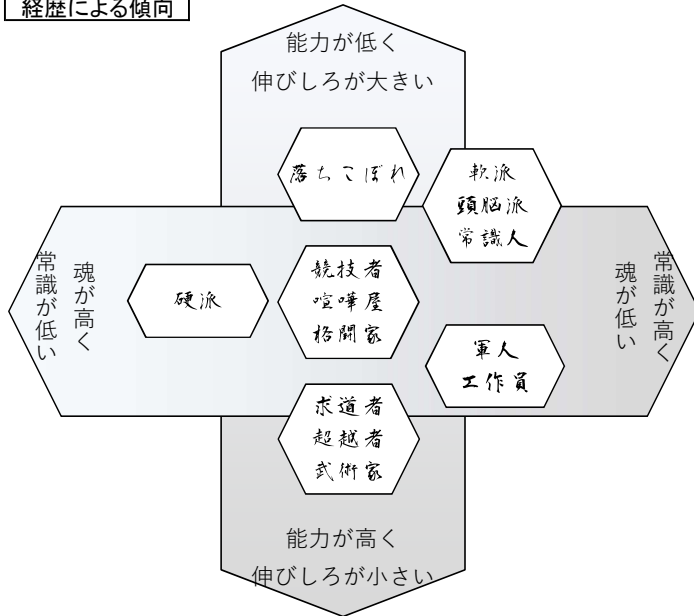 経歴による傾向
能力が低く
伸びしろが大きい
落ちこぼれ
軟派
頭脳派
常識人
魂が高く
常識が低い
硬派
競技者
喧嘩屋
格闘家
常識が高く
魂が低い
軍人
工作員
求道者
超越者
武術家
能力が高く
伸びしろが小さい